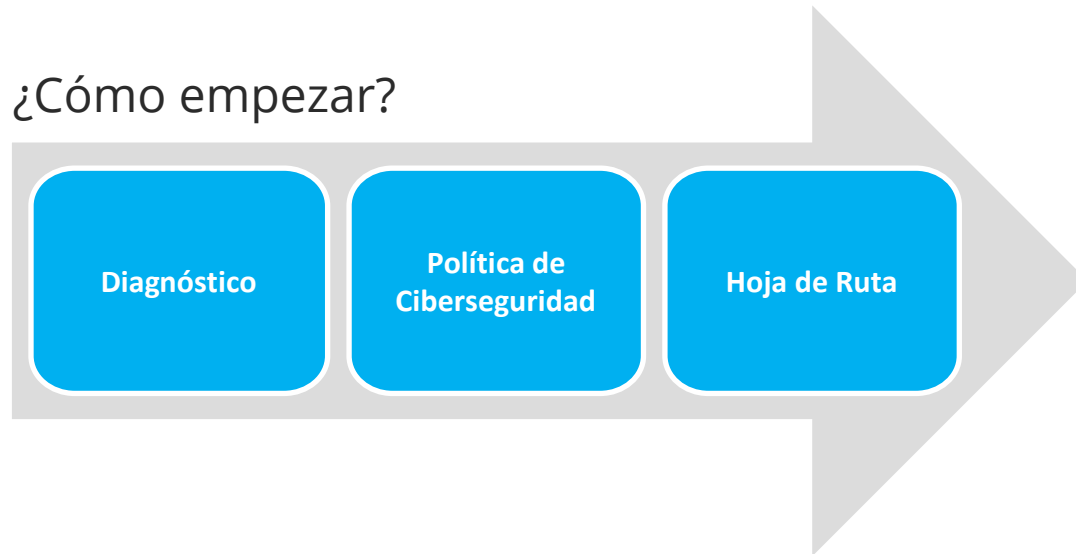 ¿Cómo empezar?
Diagnóstico
Política de
Ciberseguridad
Hoja de Ruta